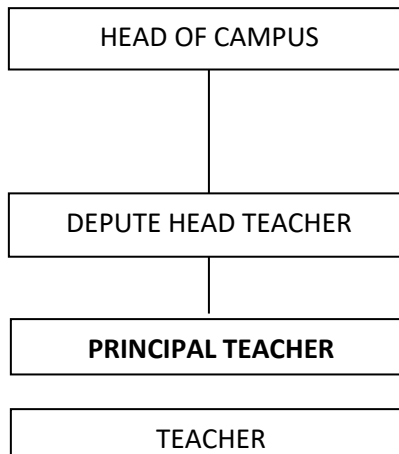 HEAD OF CAMPUS
DEPUTE HEAD TEACHER
PRINCIPAL TEACHER
TEACHER